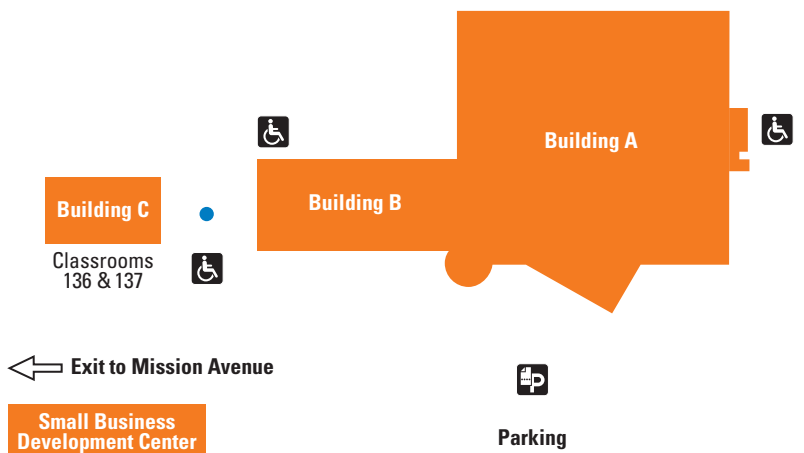 Building A
Building B
Building C
Classrooms
136 & 137
Exit to Mission Avenue
P
Small Business
Development Center
Parking